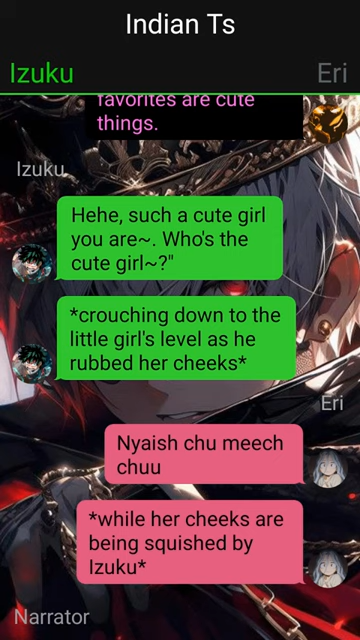 Indian Ts
Izuku Eri
favorites are cute
things.
Izuku
Hehe, such a cute girl
you are~. Who's the
cute girl~?"
*crouching down to the
little girl's level as he
rubbed her cheeks*
Eri
Nyaish chu meech
chuu
*while her cheeks are
being squished by
Izuku*
Narrator